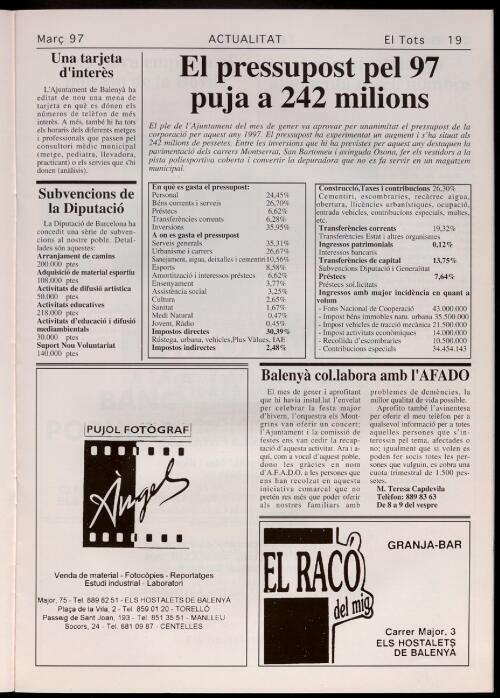 Març 97
ACTUALITAT
El Tots 19
Una tarjeta
d'interès
L'Ajuntament de Balenyà ha
editat de nou una mena de
tarjeta en què es dónen els
números de telèfon de més
interès. A més, també hi ha tots
els horaris dels diferents metges
i professionals que passen pel
consultori mèdic municipal
(metge, pediatra, llevadora,
practicant) o els serveis que s'hi
donen (anàlisis).
Subvencions de
la Diputació
La Diputació de Barcelona ha
concedit una sèrie de subven-
cions al nostre poble. Detal-
lades són aquestes:
Arranjament de camins
200.000 ptes
Adquisició de material esportiu
108.000 ptes
Activitats de difusió artística
50.000 ptes
Activitats educatives
218.000 ptes
Activitats d'educació i difusió
mediambientals
30.000 ptes
Suport Nou Voluntariat
140.000 ptes
El pressupost pel 97
puja a 242 milions
El ple de l'Ajuntament del mes de gener va aprovar per unanimitat el pressupost de la
corporació per aquest any 1997. El pressupost ha experimentat un augment i s'ha situat als
242 milions de pessetes. Entre les inversions que hi ha previstes per aquest any destaquen la
pavimentació dels carrers Montserrat, San Bartomeu i avinguda Osona, fer els vestidors a la
pista poliesportiva coberta i convertir la depuradora que no es fa servir en un magatzem
municipal.
En què es gasta el pressupost:
Personal 24,45%
Béns corrents i serveis 26,70%
Préstecs 6,62%
Transferències corrents 6,28%
Inversions 35,95%
A on es gasta el pressupost
Serveis generals 35,31%
Urbanisme i carrers 26,67%
Sanejament, aigua, deixalles i cementiri 10,56%
Esports 8,58%
Amortització i interessos préstecs 6,62%
Ensenyament 3,77%
Assistència social 3,25%
Cultura 2,65%
Sanitat 1,67%
Medi Natural 0,47%
Jovent, Ràdio 0,45%
Impostos directes 30,39%
Rústega, urbana, vehicles, Plus Vàlues, IAE
Impostos indirectes 2,48%
Construcció, Taxes i contribucions 26,30%
Cementiri, escombraries, recàrrec aigua,
obertura, llicències urbanístiques, ocupació,
entrada vehicles, contribucions especials, multes,
etc.
Transferències corrents 19,32%
Transferències Estat i altres organismes
Ingressos patrimonials 0,12%
Interessos bancaris
Transferències de capital 13,75%
Subvencions Diputació i Generalitat
Préstecs 7,64%
Préstecs sol.licitats
Ingressos amb major incidència en quant a
volum
- Fons Nacional de Cooperació 43.000.000
- Impost béns immobles natu. urbana 35.500.000
- Impost vehicles de tracció mecànica 21.500.000
- Impost activitats econòmiques 14.000.000
- Recollida d'escombraries 10.500.000
- Contribucions especials 34.454.143
Balenyà col.labora amb l'AFADO
El mes de gener i aprofitant
que hi havia instal.lat l'envelat
per celebrar la festa major
d'hivern, l'orquestra els Mont-
grins van oferir un concert;
l'Ajuntament i la comissió de
festes ens van cedir la recap-
tació d'aquesta activitat. Ara i a-
quí, com a vocal d'aquest poble,
dono les gràcies en nom
d'A.F.A.D.O. a les persones que
ens han recolzat en aquesta
iniciativa comarcal que no
pretén res més que poder oferir
als nostres familiars amb
problemes de demències, la
millor qualitat de vida possible.
Aprofito també l'avinentesa
per oferir el meu telèfon per a
qualsevol informació per a totes
aquelles persones que s'in-
teressin pel tema, afectades o
no; igualment que si volen es
poden fer socis totes les per-
sones que vulguin, es cobra una
cuota trimestral de 1.500 pes-
setes.
M. Teresa Capdevila
Telèfon: 889 83 63
De 8 a 9 del vespre
PUJOL FOTÒGRAF
Àngels
Venda de material - Fotocòpies - Reportatges
Estudi industrial - Laboratori
Major, 75 - Tel. 889 82 51 - ELS HOSTALETS DE BALENYÀ
Plaça de la Vila, 2 - Tel. 859 01 20 - TORELLÓ
Passeig de Sant Joan, 193 - Tel. 851 35 51 - MANLLEU
Socors, 24 - Tel. 881 09 87 - CENTELLES
EL RACÓ
del mig
GRANJA-BAR
Carrer Major, 3
ELS HOSTALETS
DE BALENYÀ